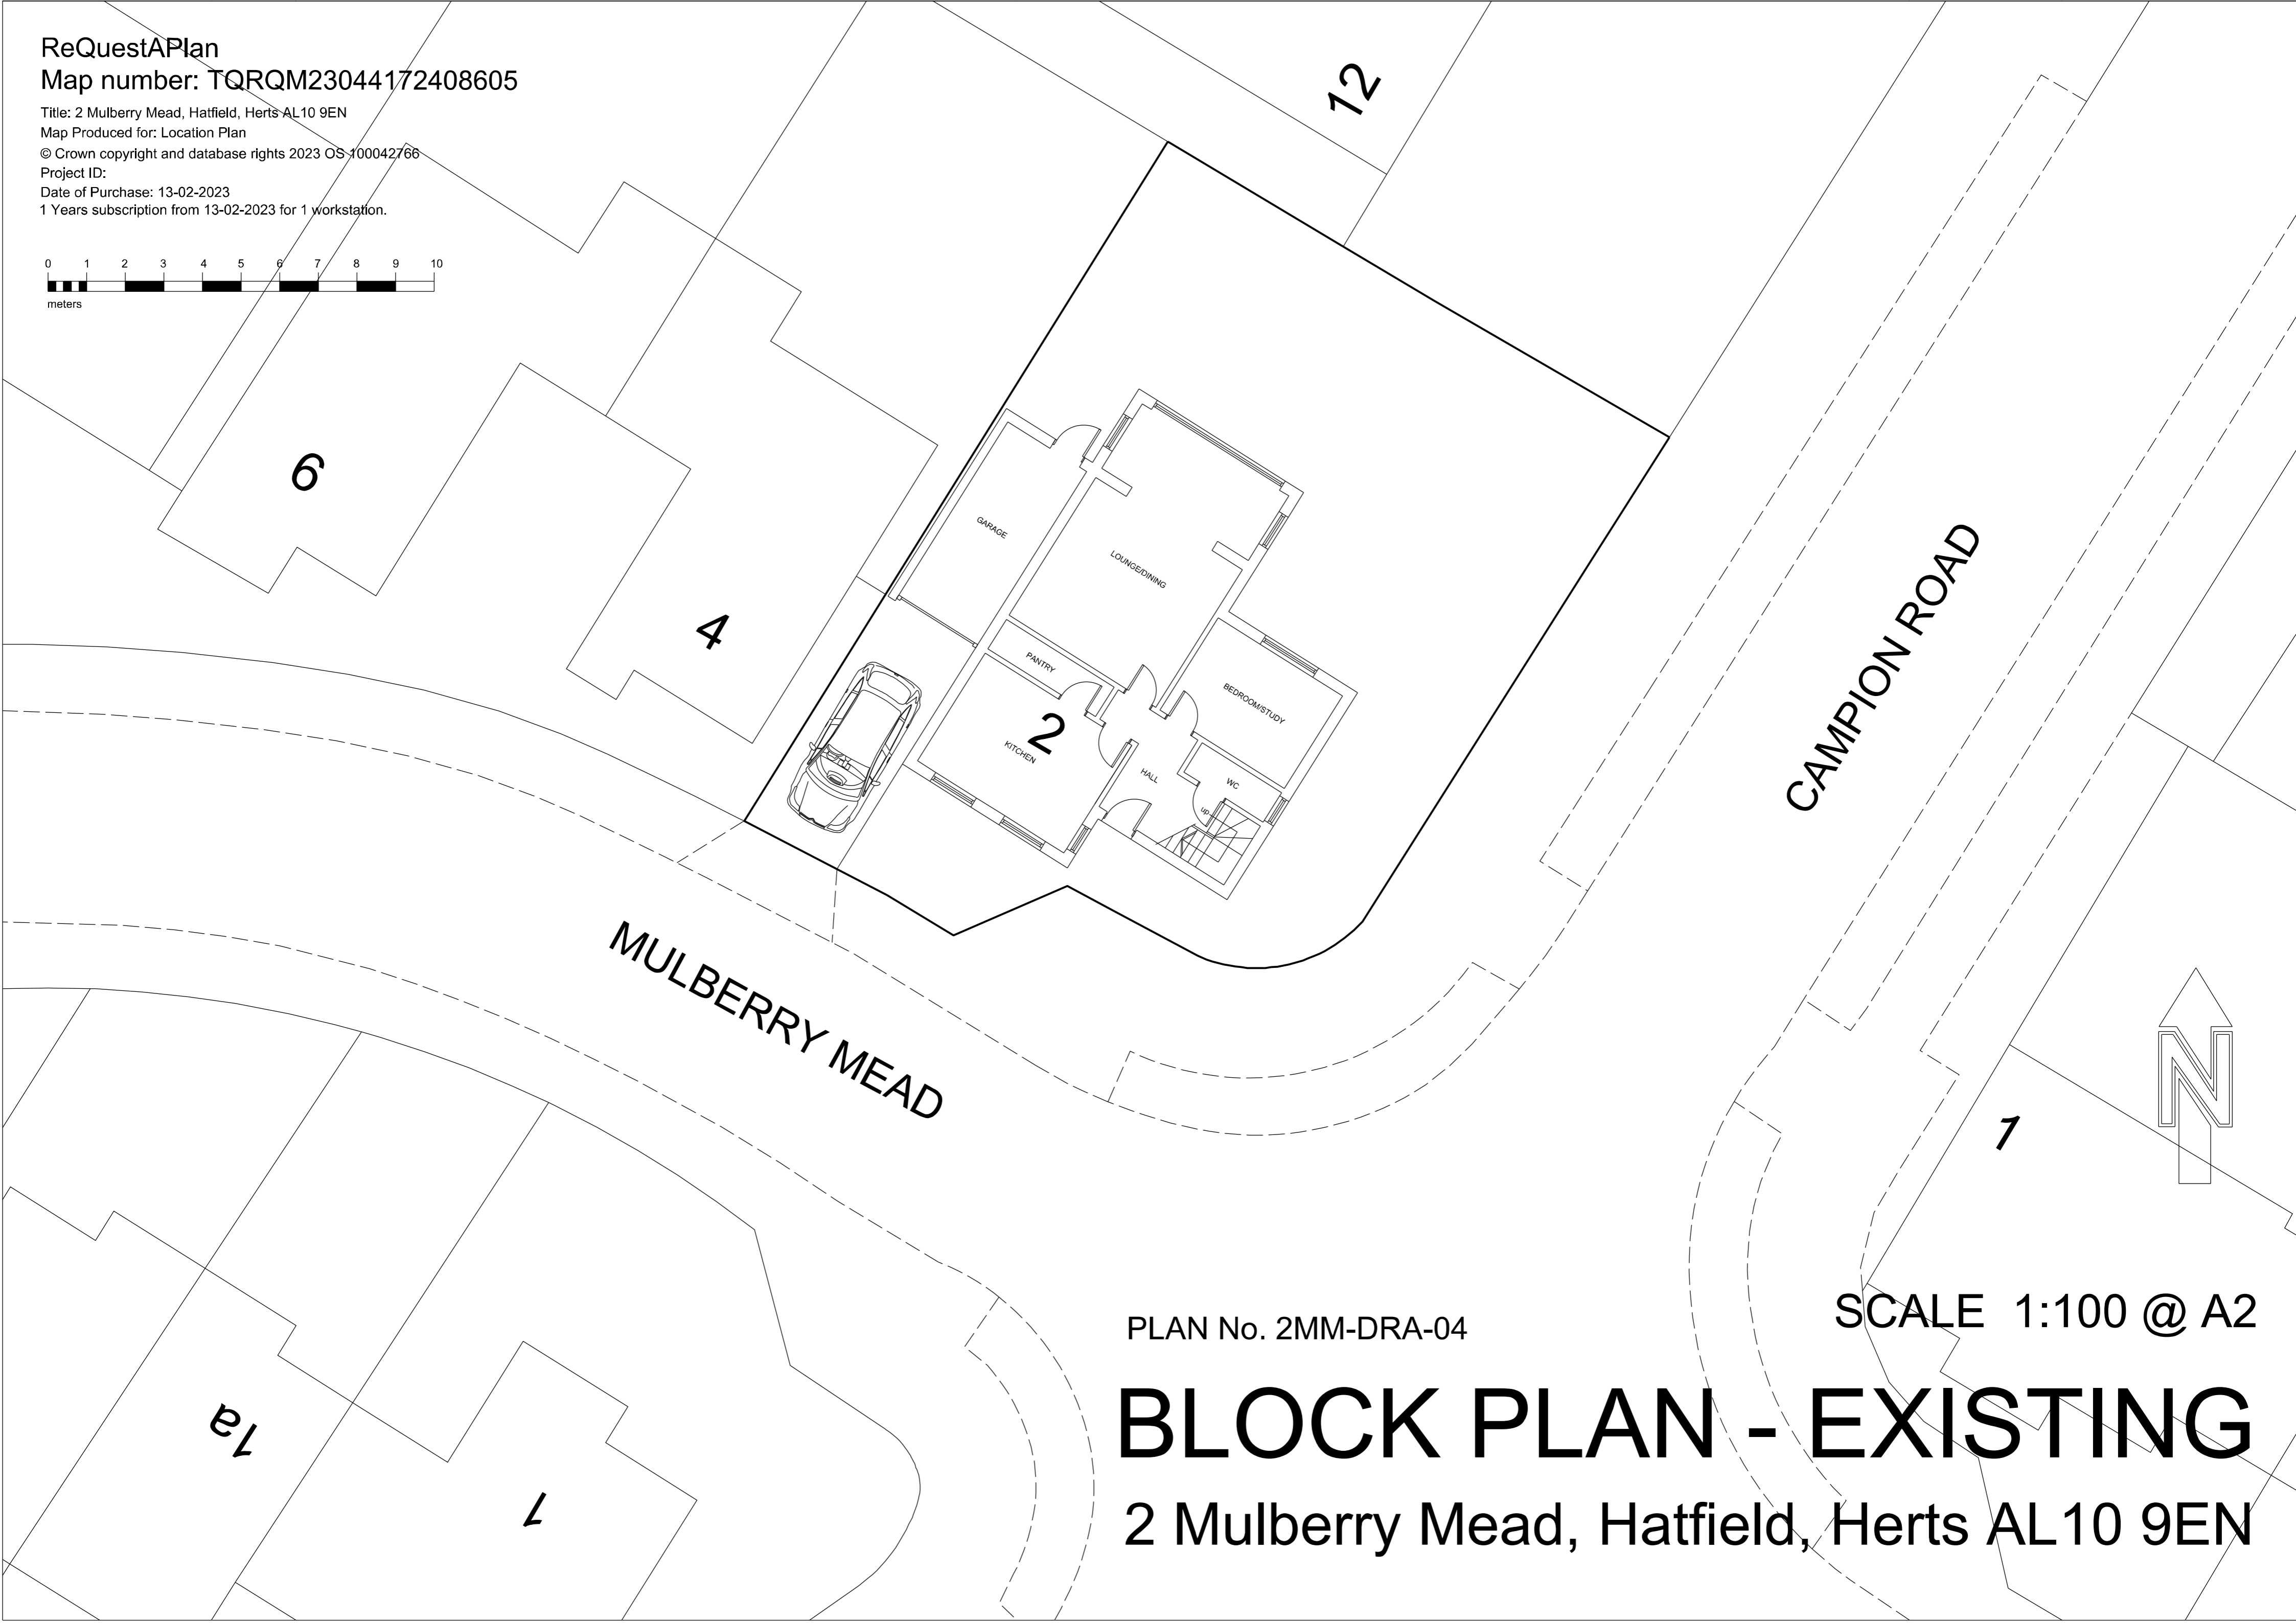 ReQuestAPlan
Map number: TQRQM23044172408605
Title: 2 Mulberry Mead, Hatfield, Herts AL10 9EN
Map Produced for: Location Plan
© Crown copyright and database rights 2023 OS 100042766
Project ID:
Date of Purchase: 13-02-2023
1 Years subscription from 13-02-2023 for 1 workstation.
0 1 2 3 4 5 6 7 8 9 10
meters
12
6
4
GARAGE
LOUNGE/DINING
PANTRY
BEDROOM/STUDY
2
KITCHEN
HALL
WC
up
CAMPION ROAD
MULBERRY MEAD
N
1
1a
1
PLAN No. 2MM-DRA-04
SCALE 1:100 @ A2
BLOCK PLAN - EXISTING
2 Mulberry Mead, Hatfield, Herts AL10 9EN